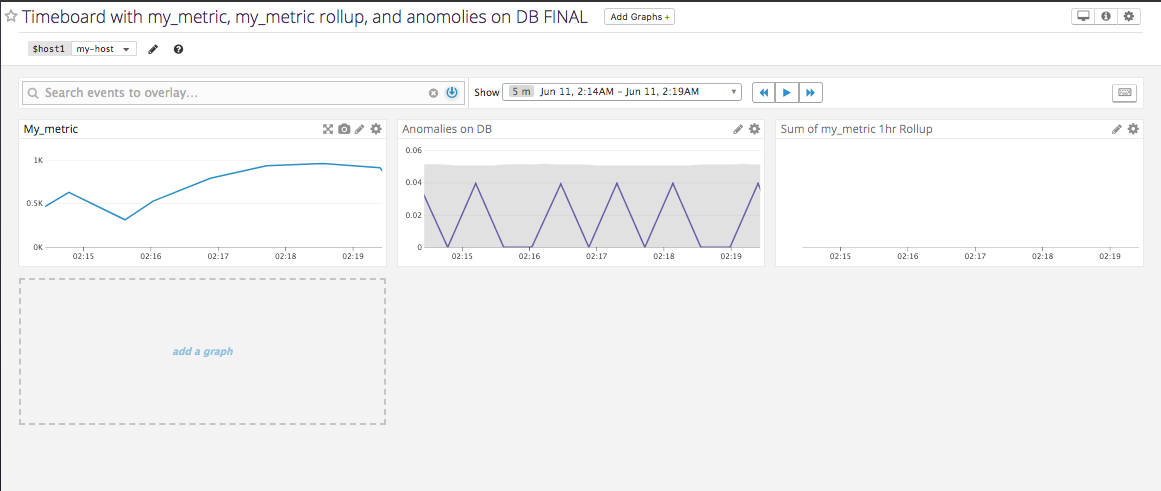 Timeboard with my_metric, my_metric rollup, and anomolies on DB FINAL Add Graphs +
$host1 my-host
Search events to overlay... Show 5 m Jun 11, 2:14AM – Jun 11, 2:19AM
My_metric
1K
0.5K
0K
02:15 02:16 02:17 02:18 02:19
Anomalies on DB
0.06
0.04
0.02
0
02:15 02:16 02:17 02:18 02:19
Sum of my_metric 1hr Rollup
02:15 02:16 02:17 02:18 02:19
add a graph